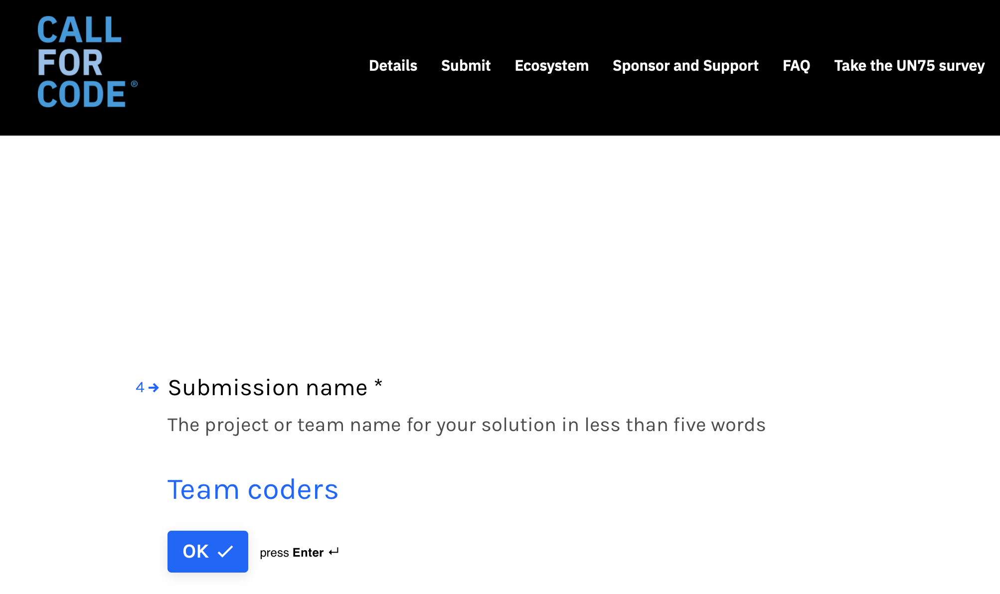 CALL
FOR
CODE®
Details Submit Ecosystem Sponsor and Support FAQ Take the UN75 survey
4 → Submission name *
The project or team name for your solution in less than five words
Team coders
OK ✓ press Enter ↵